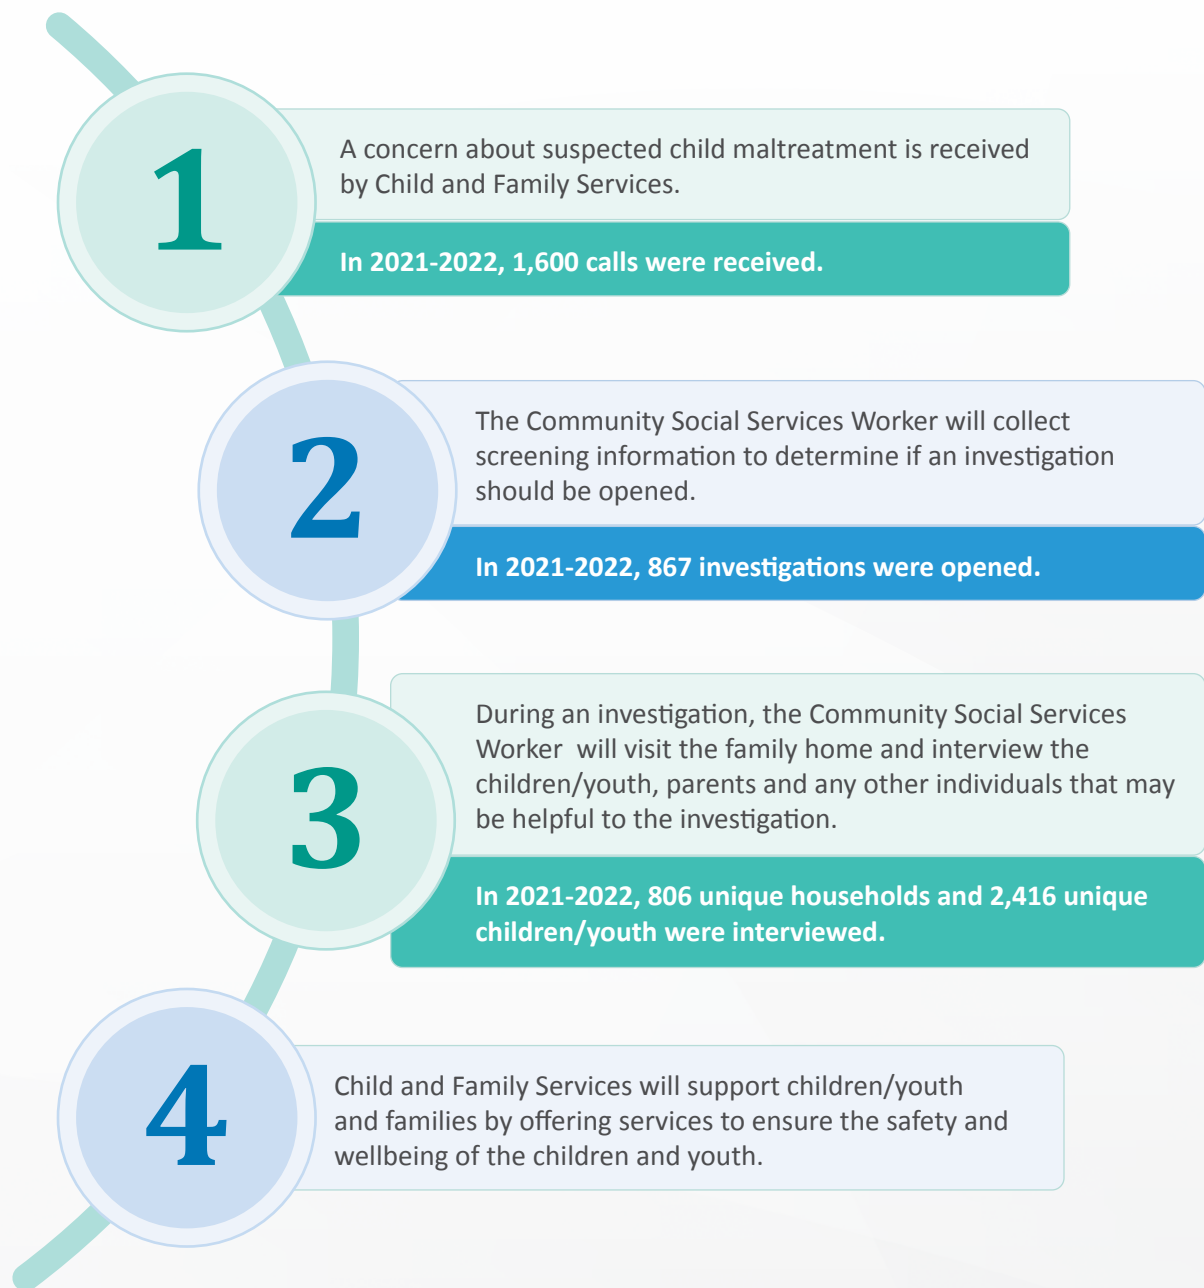 1
A concern about suspected child maltreatment is received
by Child and Family Services.
In 2021-2022, 1,600 calls were received.
2
The Community Social Services Worker will collect
screening information to determine if an investigation
should be opened.
In 2021-2022, 867 investigations were opened.
3
During an investigation, the Community Social Services
Worker  will visit the family home and interview the
children/youth, parents and any other individuals that may
be helpful to the investigation.
In 2021-2022, 806 unique households and 2,416 unique
children/youth were interviewed.
4
Child and Family Services will support children/youth
and families by offering services to ensure the safety and
wellbeing of the children and youth.